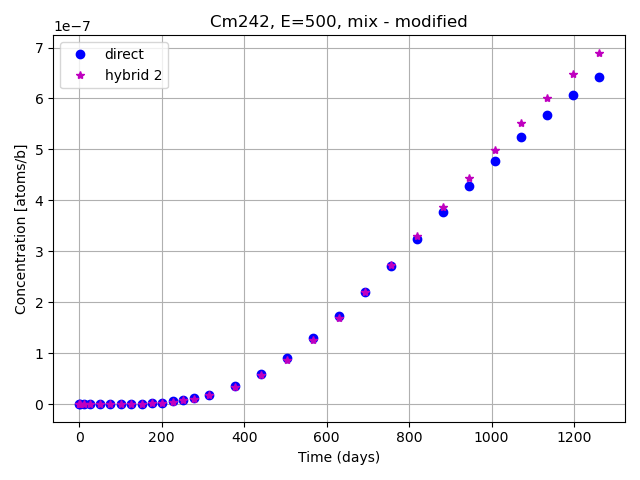 Cm242, E=500, mix - modified
1e−7
direct
hybrid 2
7
6
5
4
3
2
1
0
Concentration [atoms/b]
0 200 400 600 800 1000 1200
Time (days)